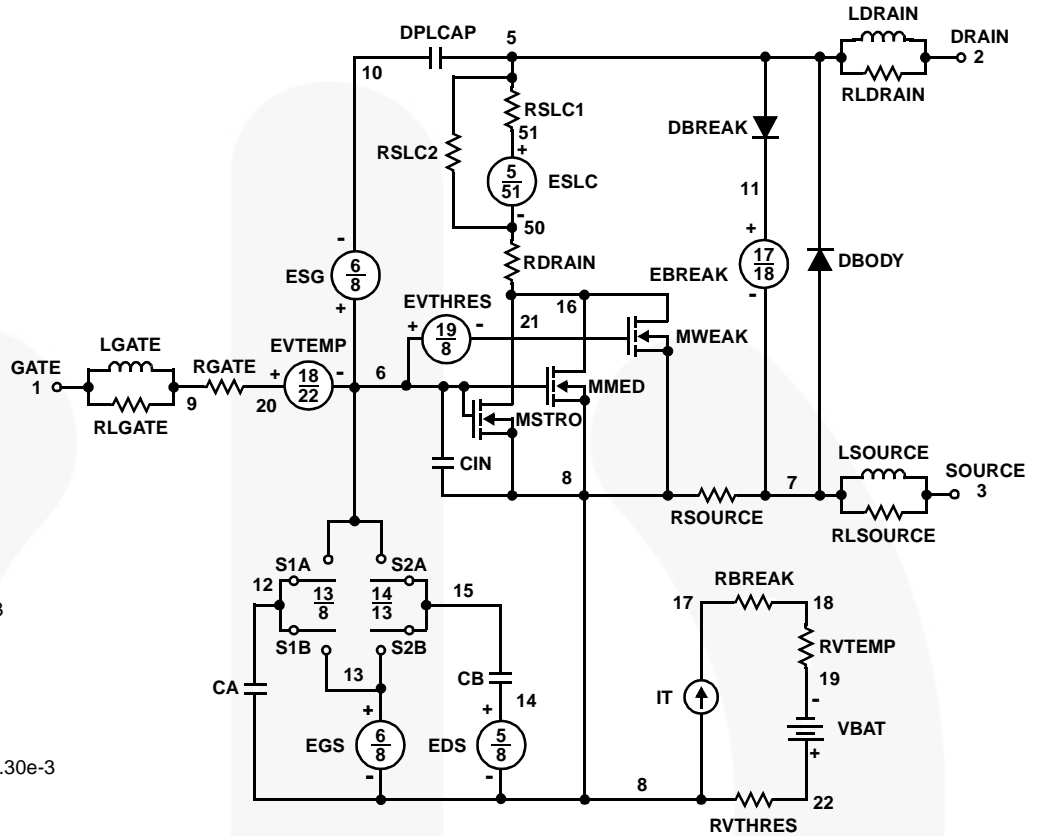 LDRAIN
DPLCAP 5 DRAIN
10 2
RSLC1 RLDRAIN
51 DBREAK
RSLC2 +
5
51
ESLC 11
-
50
- +
RDRAIN
6
8
ESG 17
18
EBREAK DBODY
EVTHRES 16 -
+ + 19
8
- 21
MWEAK
LGATE EVTEMP
GATE RGATE + 18
22
- 6 MMED
1 9 20
RLGATE MSTRO
LSOURCE
CIN 8 7 SOURCE
3
RSOURCE RLSOURCE
S1A S2A RBREAK
12 13
8
14
13
15 17 18
S1B S2B RVTEMP
13 CB 19
CA 14 IT -
+ +
EGS 6
8
EDS 5
8
VBAT
- - +
.30e-3
8 22
RVTHRES